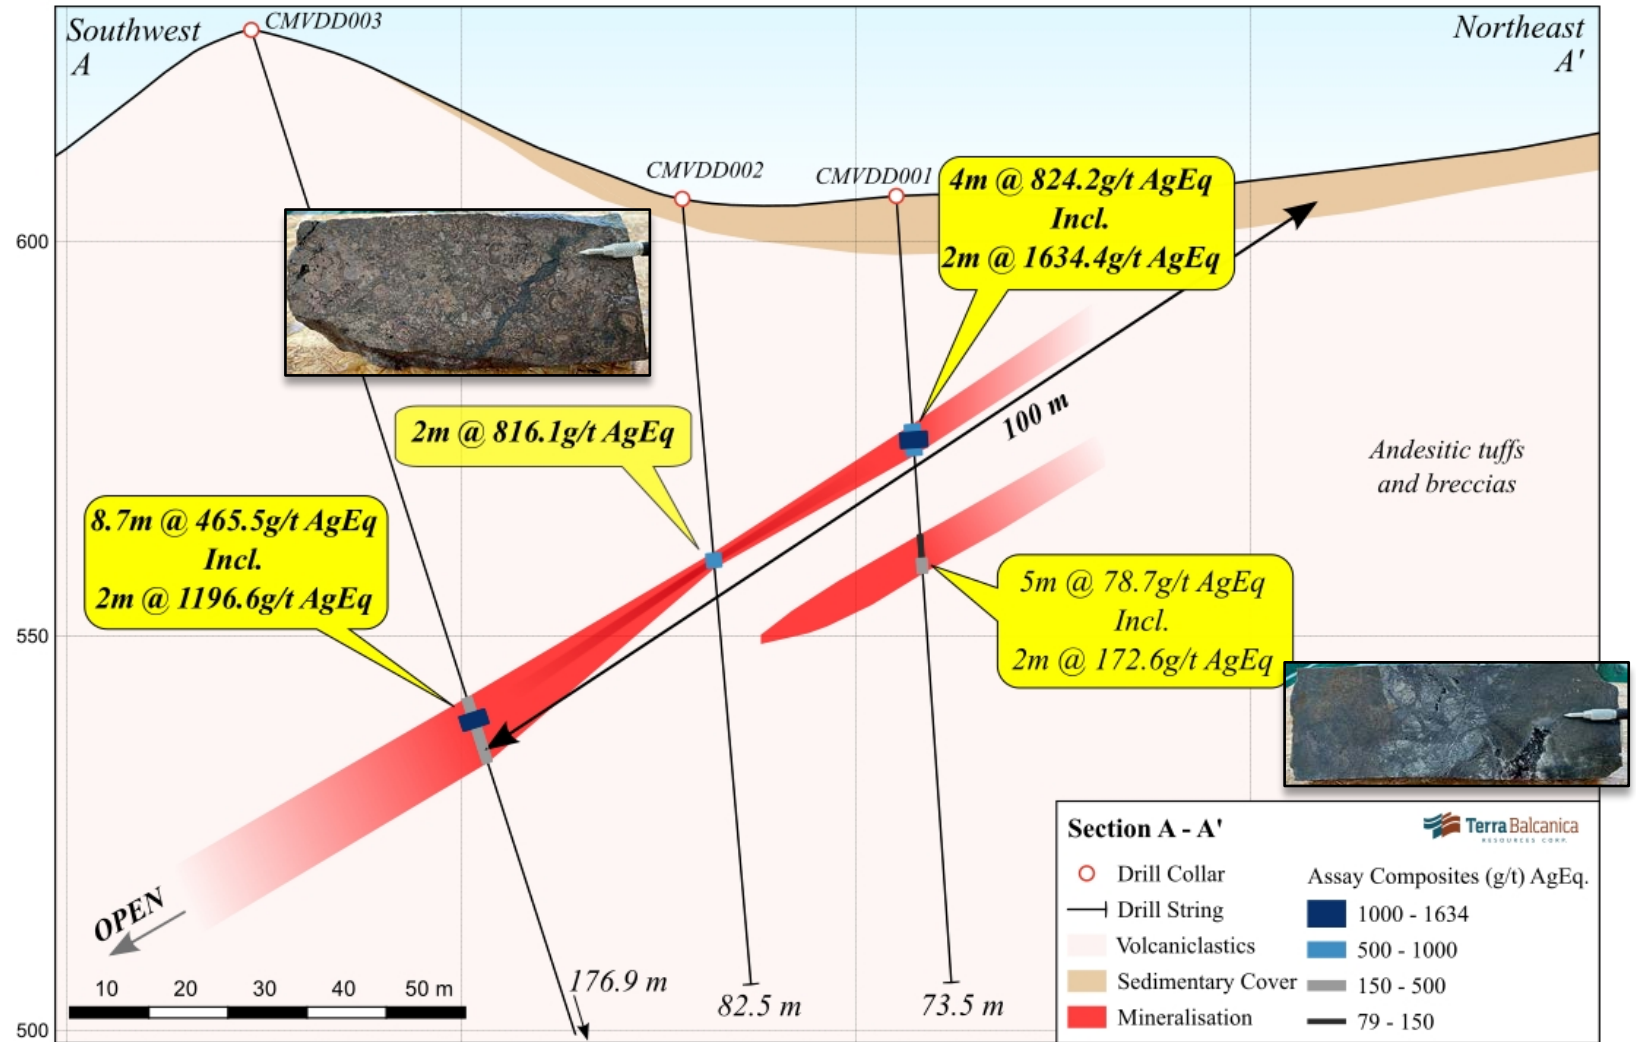 Southwest
A
CMVDD003
Northeast
A'
CMVDD002
CMVDD001
4m @ 824.2g/t AgEq
Incl.
2m @ 1634.4g/t AgEq
600
2m @ 816.1g/t AgEq
100 m
Andesitic tuffs
and breccias
8.7m @ 465.5g/t AgEq
Incl.
2m @ 1196.6g/t AgEq
5m @ 78.7g/t AgEq
Incl.
2m @ 172.6g/t AgEq
550
OPEN
176.9 m
82.5 m
73.5 m
10 20 30 40 50 m
500
Section A - A'
TerraBalcanica
RESOURCES CORP.
Drill Collar
Drill String
Volcaniclastics
Sedimentary Cover
Mineralisation
Assay Composites (g/t) AgEq.
1000 - 1634
500 - 1000
150 - 500
79 - 150